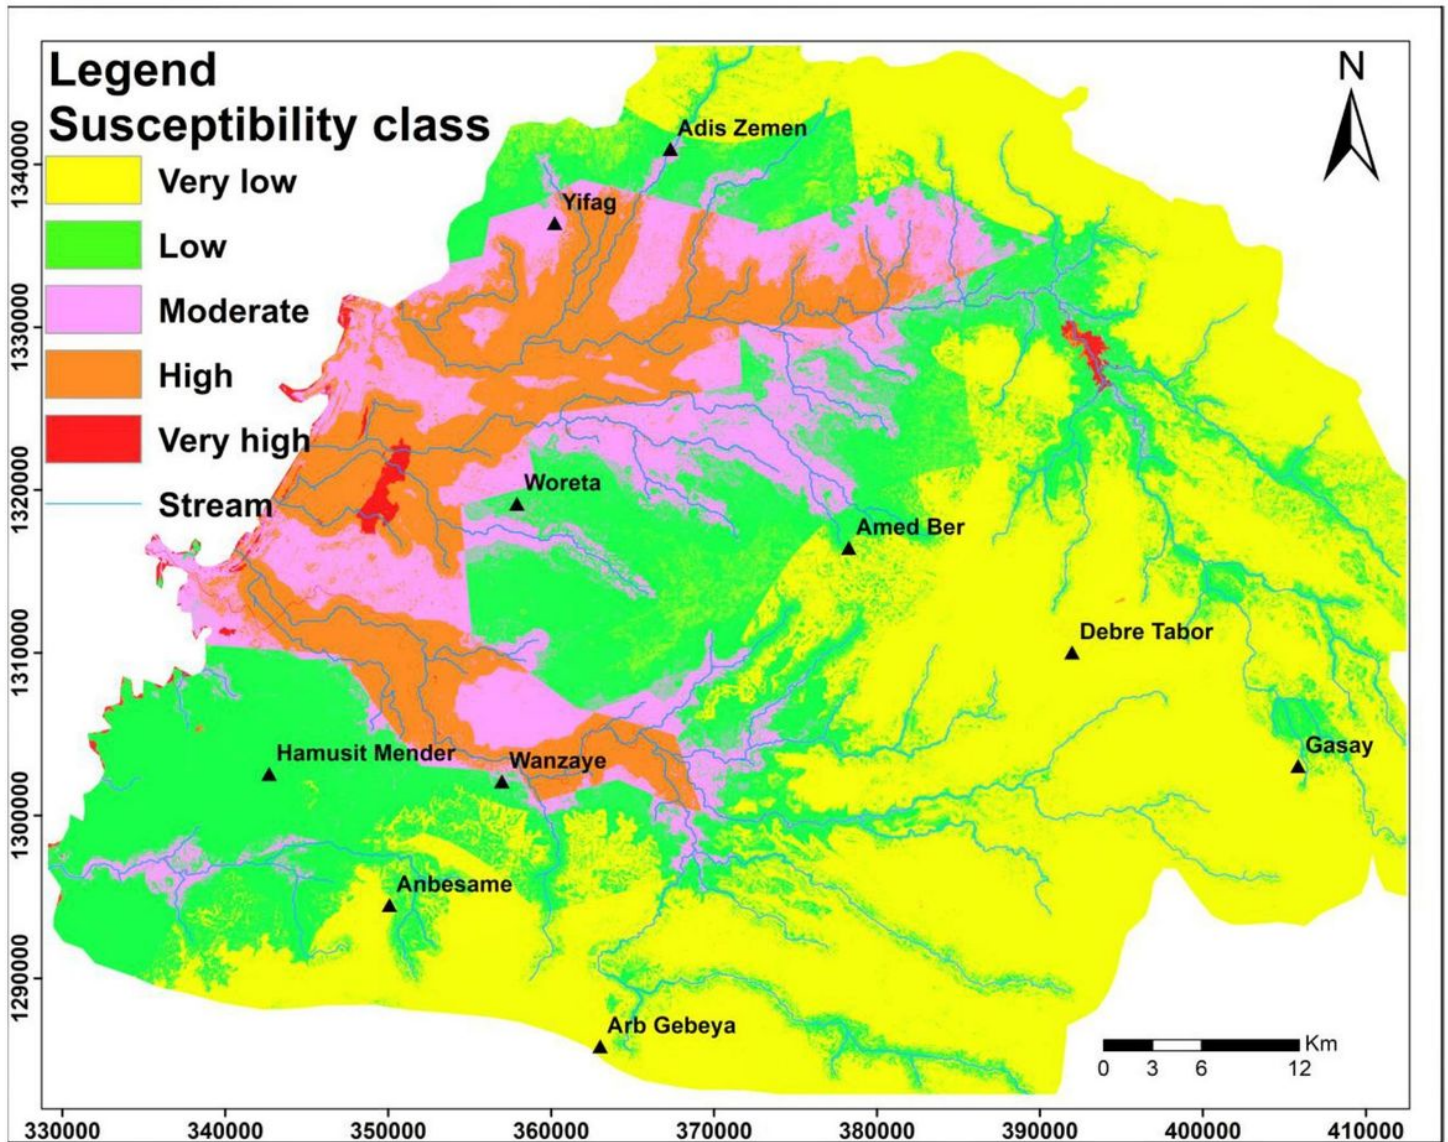 Legend
Susceptibility class
Very low
Low
Moderate
High
Very high
Stream
N
Adis Zemen
Yifag
Woreta
Amed Ber
Debre Tabor
Gasay
Hamusit Mender
Wanzaye
Anbesame
Arb Gebeya
Km
0 3 6 12
1340000
1330000
1320000
1310000
1300000
1290000
330000 340000 350000 360000 370000 380000 390000 400000 410000